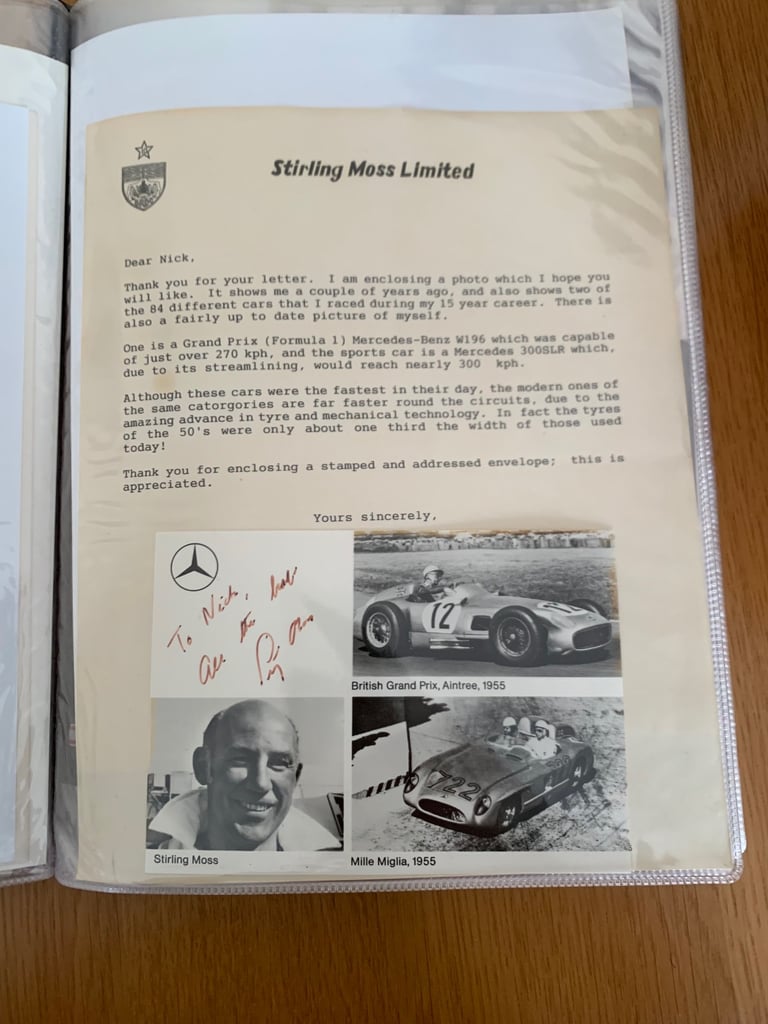 Stirling Moss Limited
Dear Nick,
Thank you for your letter. I am enclosing a photo which I hope you
will like. It shows me a couple of years ago, and also shows two of
the 84 different cars that I raced during my 15 year career. There is
also a fairly up to date picture of myself.
One is a Grand Prix (Formula 1) Mercedes-Benz W196 which was capable
of just over 270 kph, and the sports car is a Mercedes 300SLR which,
due to its streamlining, would reach nearly 300 kph.
Although these cars were the fastest in their day, the modern ones of
the same catorgories are far faster round the circuits, due to the
amazing advance in tyre and mechanical technology. In fact the tyres
of the 50's were only about one third the width of those used
today!
Thank you for enclosing a stamped and addressed envelope; this is
appreciated.
Yours sincerely,
To Nick,
All the best
12
12
British Grand Prix, Aintree, 1955
722
Stirling Moss
Mille Miglia, 1955